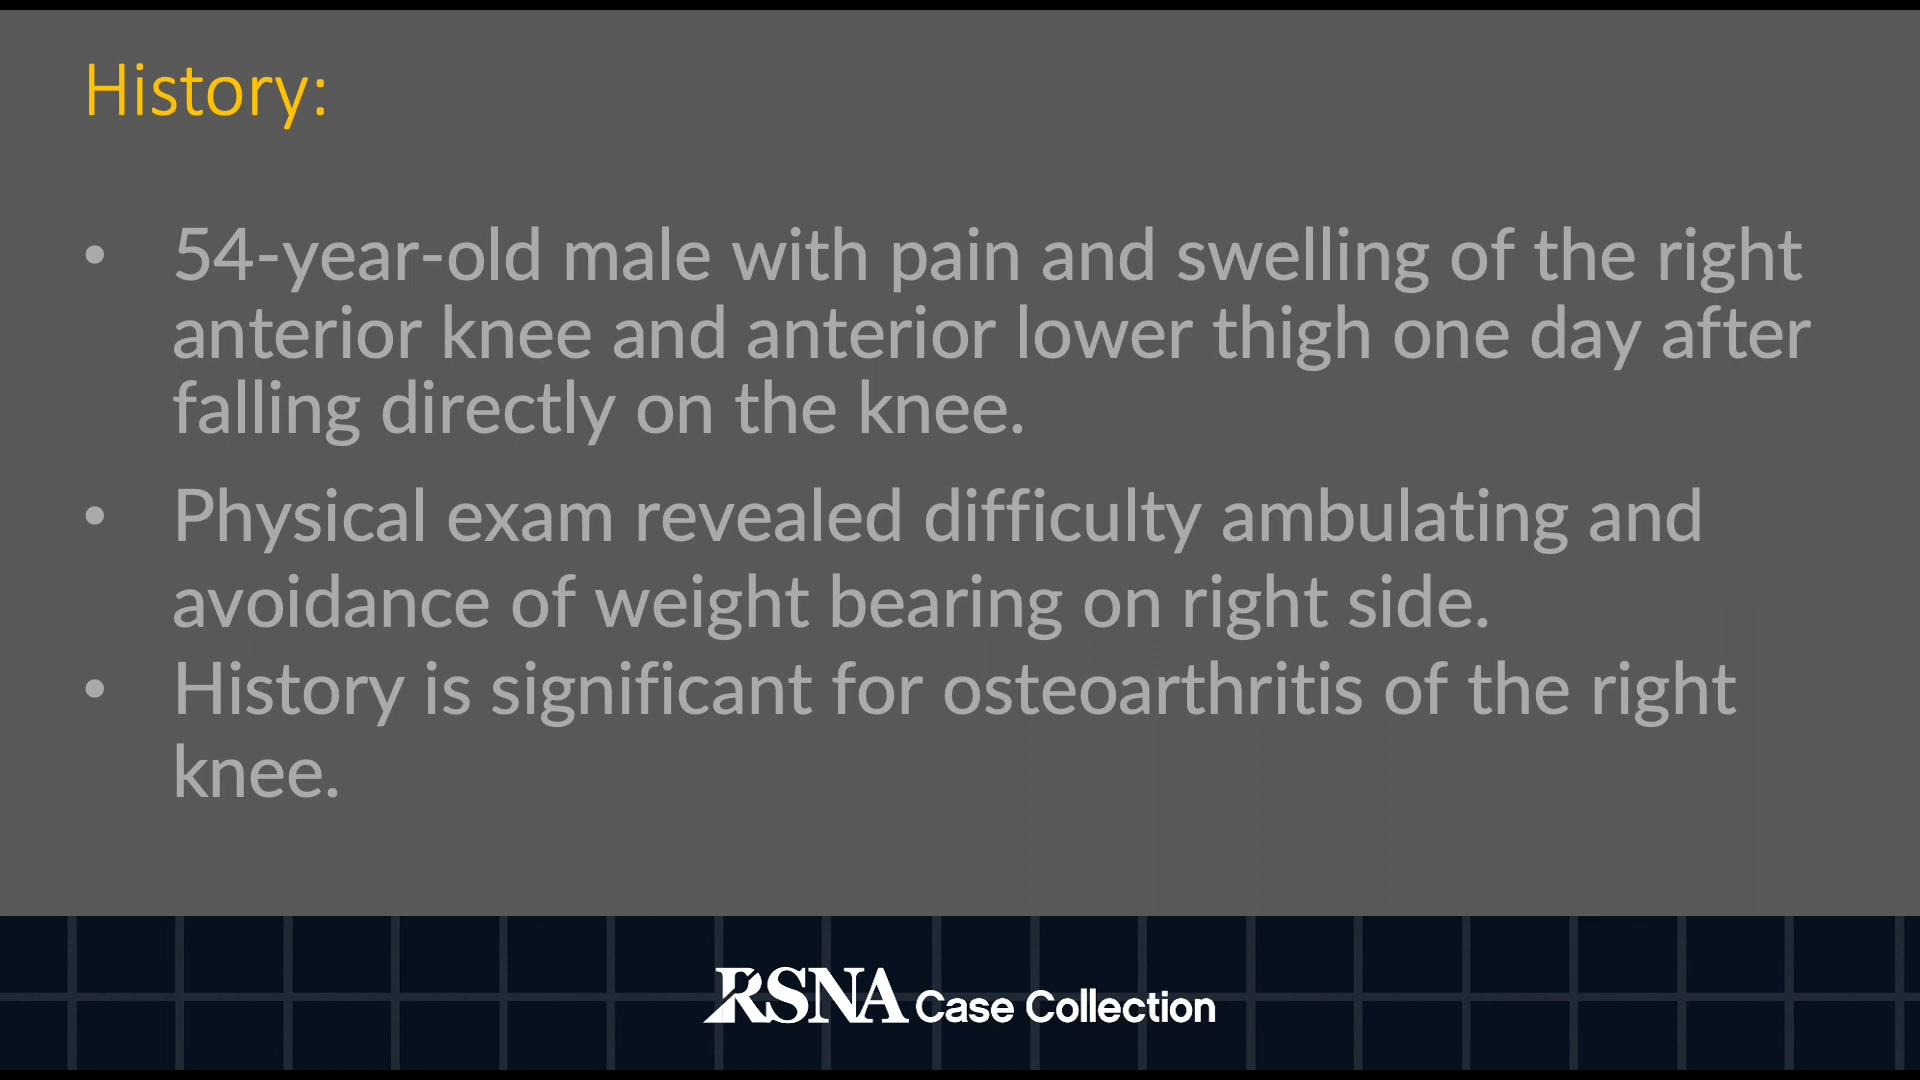 History:
• 54-year-old male with pain and swelling of the right
anterior knee and anterior lower thigh one day after
falling directly on the knee.
• Physical exam revealed difficulty ambulating and
avoidance of weight bearing on right side.
• History is significant for osteoarthritis of the right
knee.
RSNA Case Collection